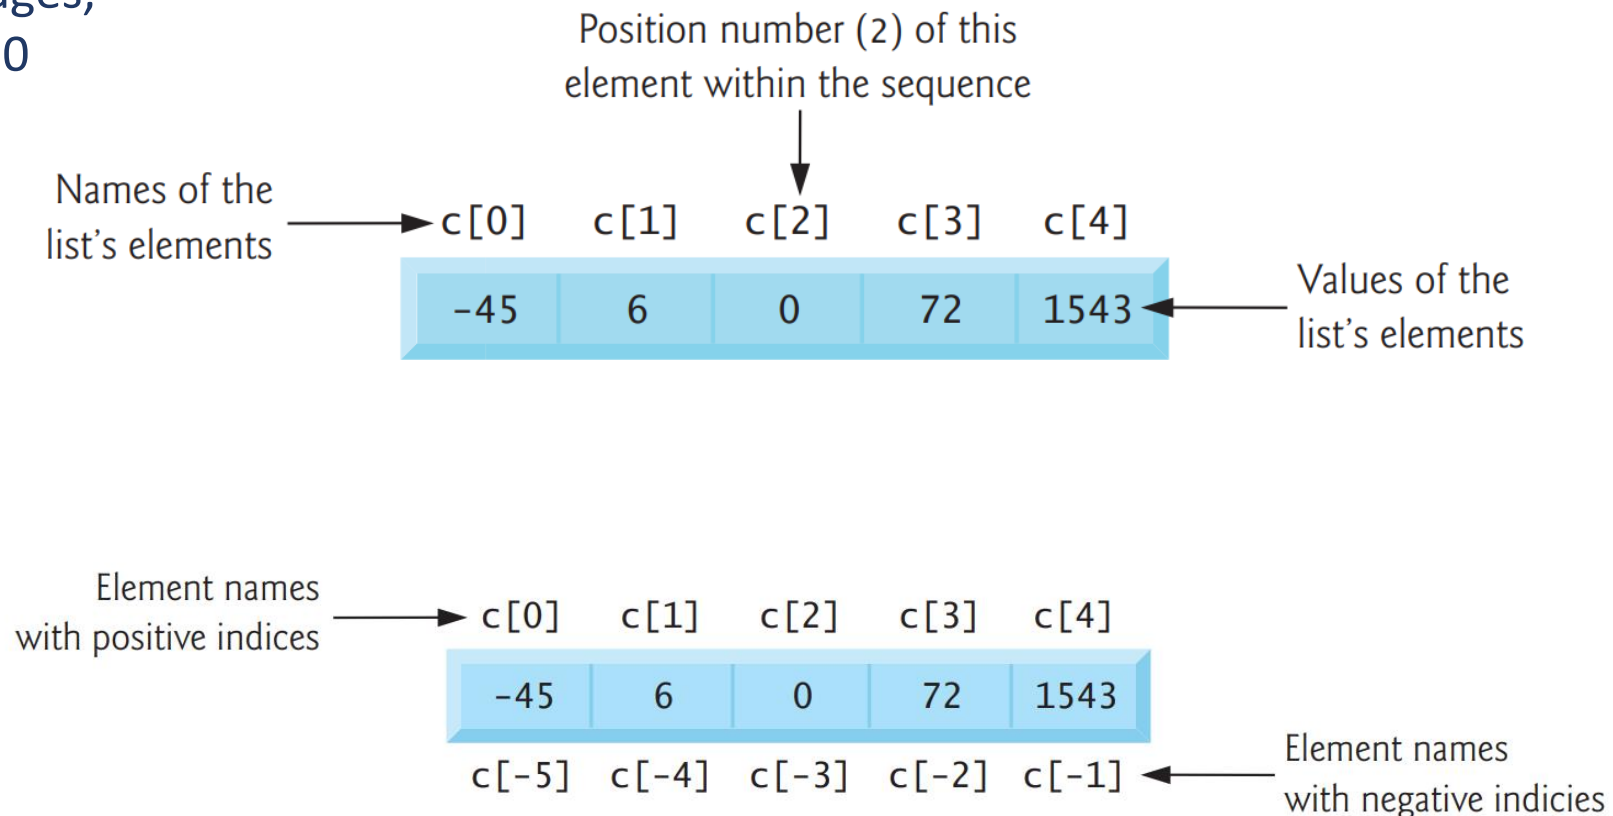 0
Position number (2) of this
element within the sequence
Names of the
list's elements
c[0] c[1] c[2] c[3] c[4]
-45 6 0 72 1543
Values of the
list's elements
Element names
with positive indices
c[0] c[1] c[2] c[3] c[4]
-45 6 0 72 1543
c[-5] c[-4] c[-3] c[-2] c[-1]
Element names
with negative indicies